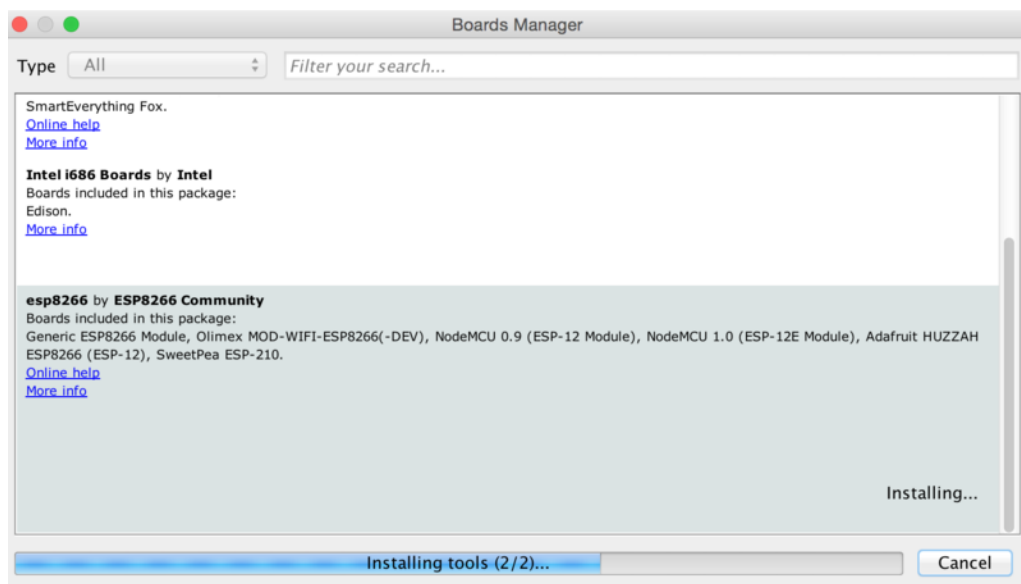 Boards Manager
Type All Filter your search...
SmartEverything Fox.
Online help
More info
Intel i686 Boards by Intel
Boards included in this package:
Edison.
More info
esp8266 by ESP8266 Community
Boards included in this package:
Generic ESP8266 Module, Olimex MOD-WIFI-ESP8266(-DEV), NodeMCU 0.9 (ESP-12 Module), NodeMCU 1.0 (ESP-12E Module), Adafruit HUZZAH
ESP8266 (ESP-12), SweetPea ESP-210.
Online help
More info
Installing...
Installing tools (2/2)... Cancel